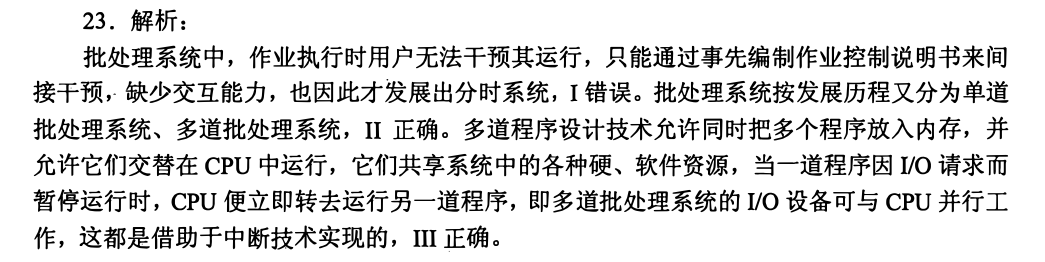 23．解析：
批处理系统中，作业执行时用户无法干预其运行，只能通过事先编制作业控制说明书来间
接干预，缺少交互能力，也因此才发展出分时系统，I 错误。批处理系统按发展历程又分为单道
批处理系统、多道批处理系统，II 正确。多道程序设计技术允许同时把多个程序放入内存，并
允许它们交替在 CPU 中运行，它们共享系统中的各种硬、软件资源，当一道程序因 I/O 请求而
暂停运行时，CPU 便立即转去运行另一道程序，即多道批处理系统的 I/O 设备可与 CPU 并行工
作，这都是借助于中断技术实现的，III 正确。